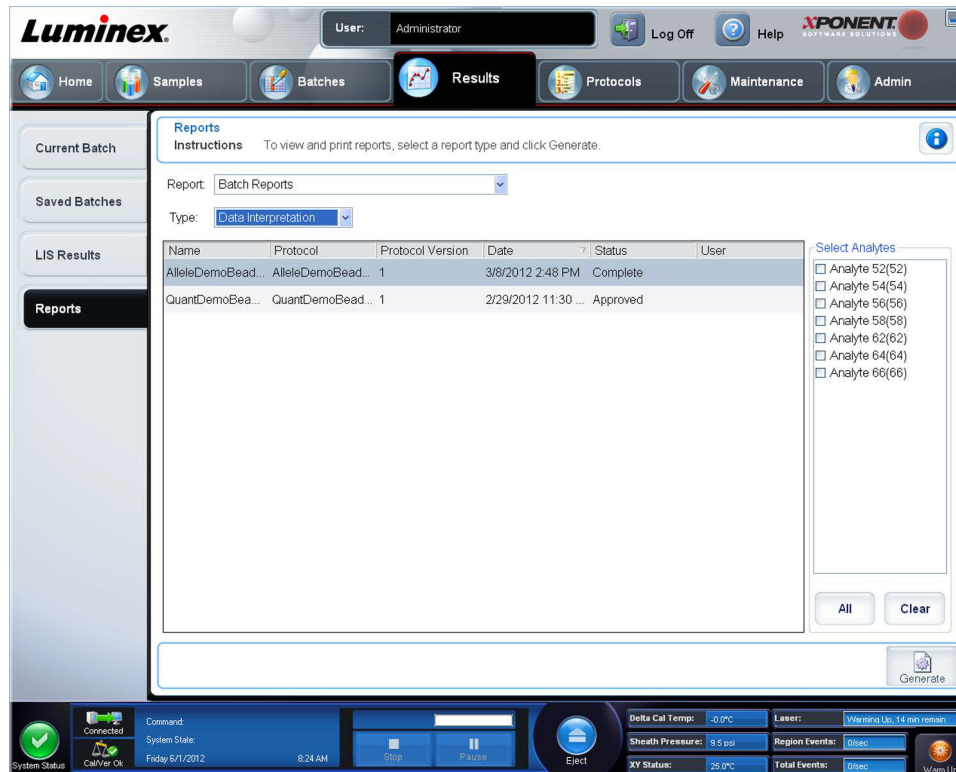 Luminex.
User: Administrator
Log Off
Help
XPONENT.
SOFTWARE SOLUTIONS
Home
Samples
Batches
Results
Protocols
Maintenance
Admin
Current Batch
Saved Batches
LIS Results
Reports
Reports
Instructions To view and print reports, select a report type and click Generate.
Report: Batch Reports
Type: Data Interpretation
Name Protocol Protocol Version Date Status User
AlleleDemoBead... AlleleDemoBead... 1 3/8/2012 2:48 PM Complete
QuantDemoBea... QuantDemoBead... 1 2/29/2012 11:30 ... Approved
Select Analytes
Analyte 52(52)
Analyte 54(54)
Analyte 56(56)
Analyte 58(58)
Analyte 62(62)
Analyte 64(64)
Analyte 66(66)
All
Clear
Generate
System Status
Connected
Cal/Ver Ok
Command:
System State:
Friday 6/1/2012 9:24 AM
Stop
Pause
Eject
Delta Cal Temp: -0.0°C
Sheath Pressure: 9.5 psi
XY Status: 25.0°C
Laser: Warming Up, 14 min remain
Region Events: 0/sec
Total Events: 0/sec
Warm Up